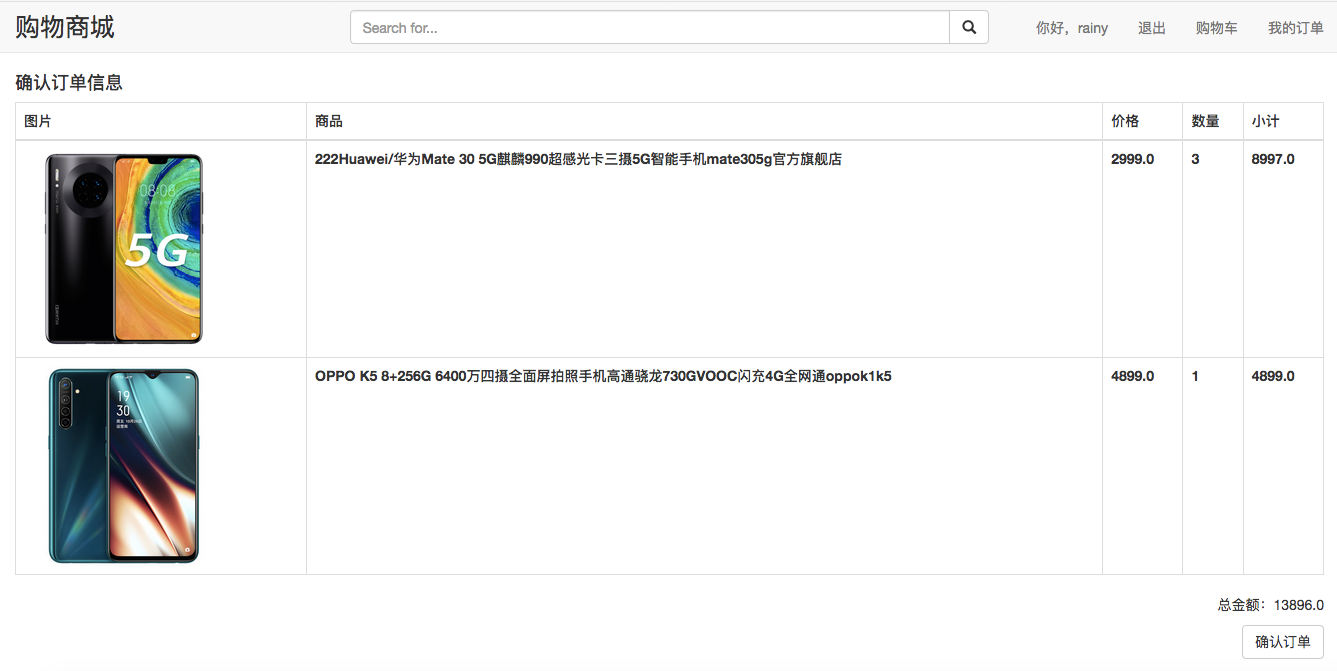 购物商城
Search for...
你好，rainy 退出 购物车 我的订单
确认订单信息
图片 商品 价格 数量 小计
222Huawei/华为Mate 30 5G麒麟990超感光卡三摄5G智能手机mate305g官方旗舰店 2999.0 3 8997.0
08:08
5G
OPPO K5 8+256G 6400万四摄全面屏拍照手机高通骁龙730GVOOC闪充4G全网通oppok1k5 4899.0 1 4899.0
19
30
总金额：13896.0
确认订单